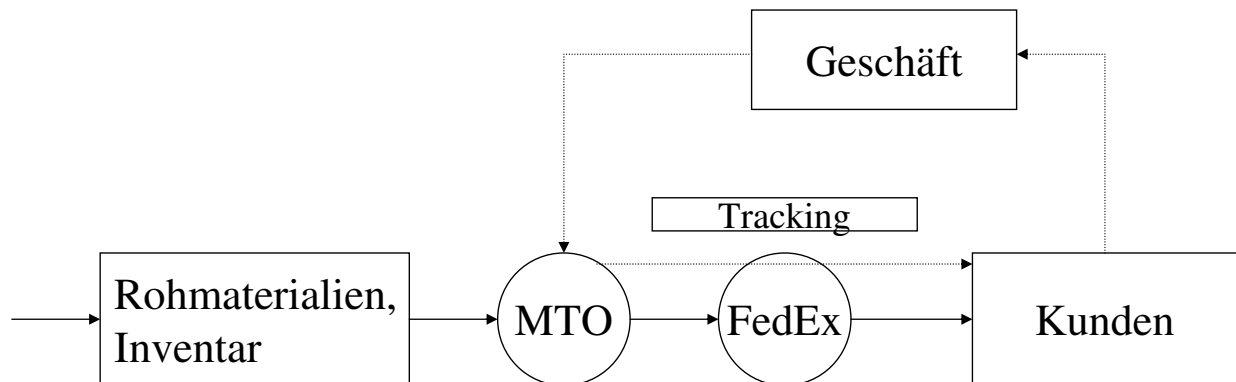 Geschäft
Tracking
Rohmaterialien,
Inventar
MTO
FedEx
Kunden